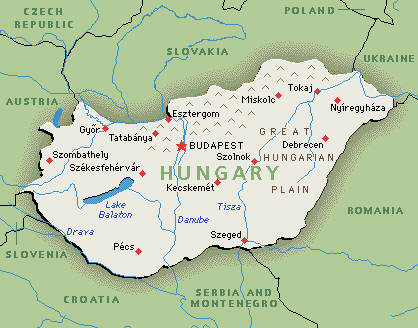 CZECH
REPUBLIC
POLAND
SLOVAKIA
UKRAINE
AUSTRIA
Tokaj
Miskolc
Nyíregyháza
Esztergom
Győr
Tatabánya
BUDAPEST
GREAT
HUNGARIAN
PLAIN
Debrecen
Szombathely
Székesfehérvár
Szolnok
HUNGARY
Kecskemét
Lake
Balaton
Danube
Tisza
ROMANIA
Drava
Pécs
Szeged
SLOVENIA
CROATIA
SERBIA AND
MONTENEGRO